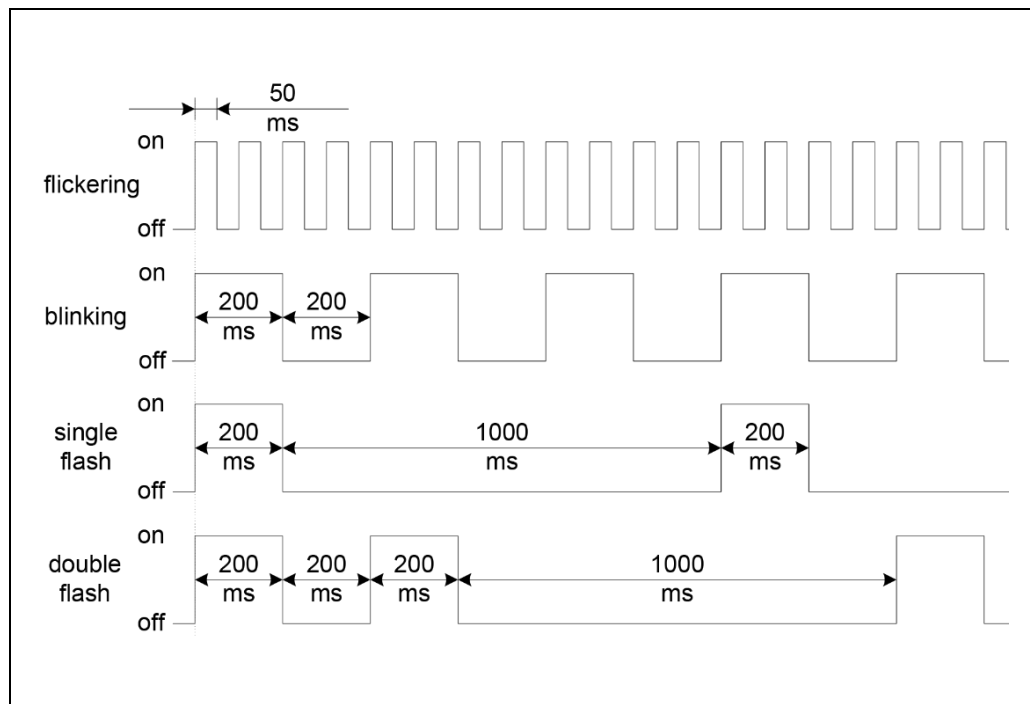 50
ms
on
flickering
off
on
200 200
blinking
ms ms
off
on
single
flash
200 1000 200
ms ms ms
off
on
double
flash
200 200 200 1000
ms ms ms ms
off